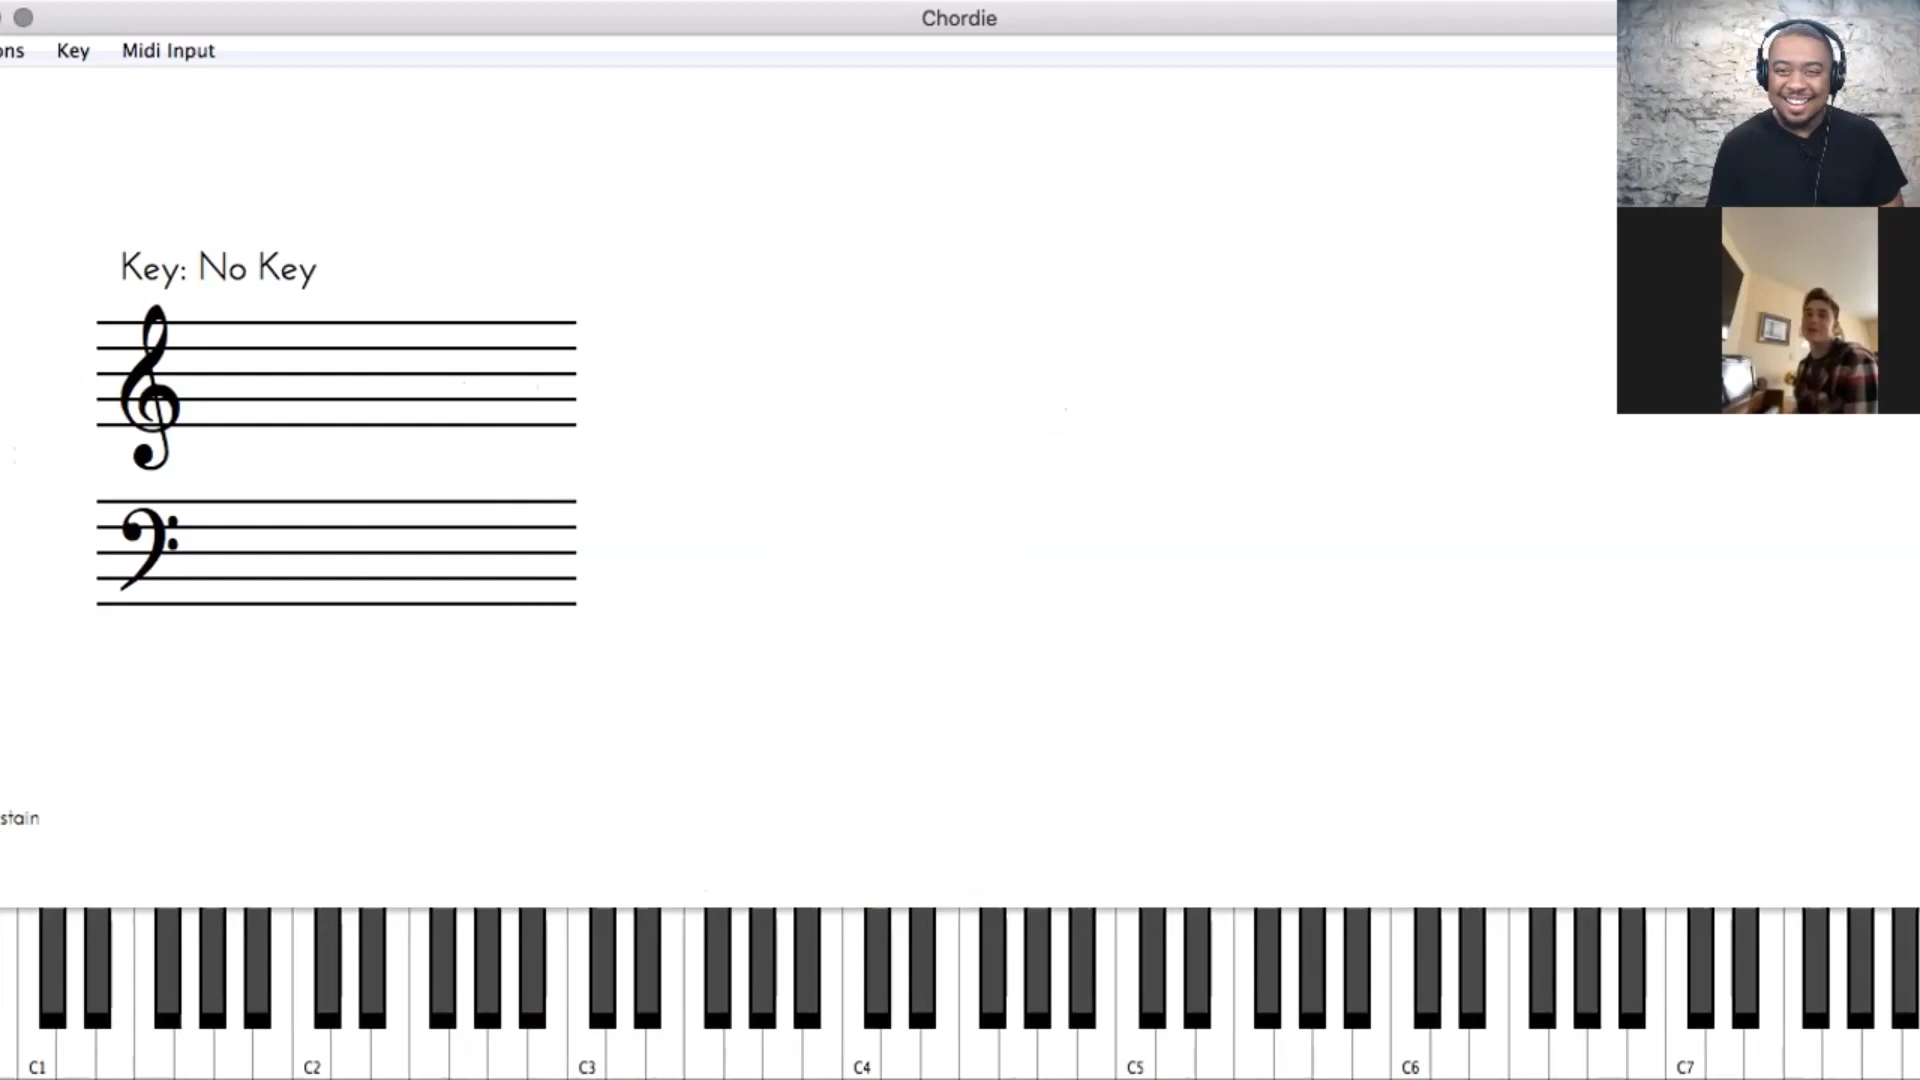 Chordie
ons Key Midi Input
Key: No Key
stain
C1 C2 C3 C4 C5 C6 C7